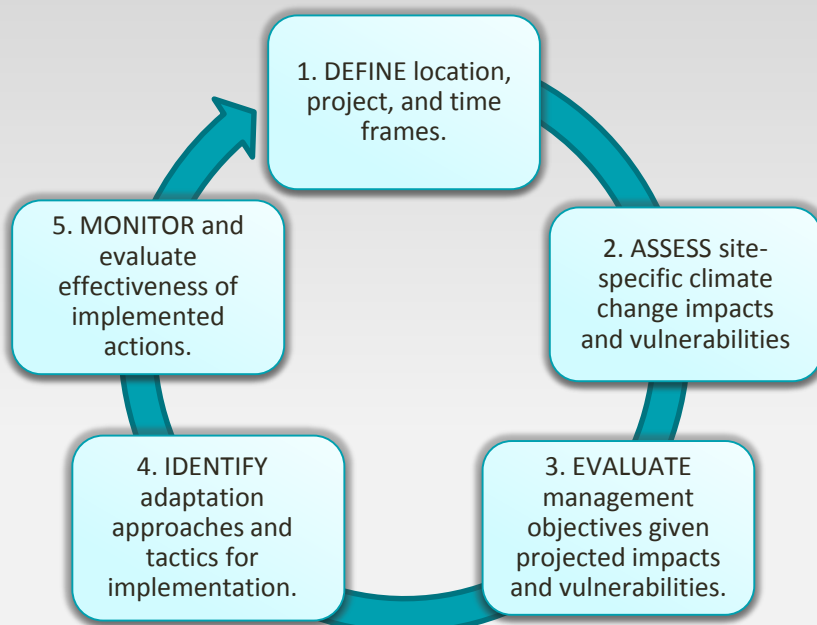 1. DEFINE location,
project, and time
frames.
2. ASSESS site-
specific climate
change impacts
and vulnerabilities
3. EVALUATE
management
objectives given
projected impacts
and vulnerabilities.
4. IDENTIFY
adaptation
approaches and
tactics for
implementation.
5. MONITOR and
evaluate
effectiveness of
implemented
actions.